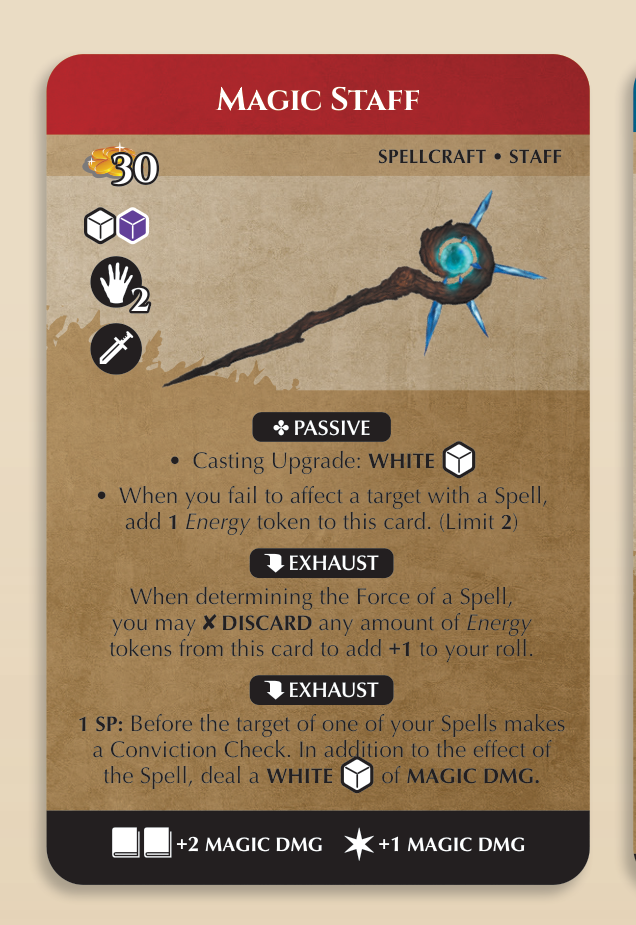 Magic Staff
30
SPELLCRAFT • STAFF
2
PASSIVE
• Casting Upgrade: WHITE
• When you fail to affect a target with a Spell,
add 1 Energy token to this card. (Limit 2)
EXHAUST
When determining the Force of a Spell,
you may ✘ DISCARD any amount of Energy
tokens from this card to add +1 to your roll.
EXHAUST
1 SP: Before the target of one of your Spells makes
a Conviction Check. In addition to the effect of
the Spell, deal a WHITE of MAGIC DMG.
+2 MAGIC DMG +1 MAGIC DMG